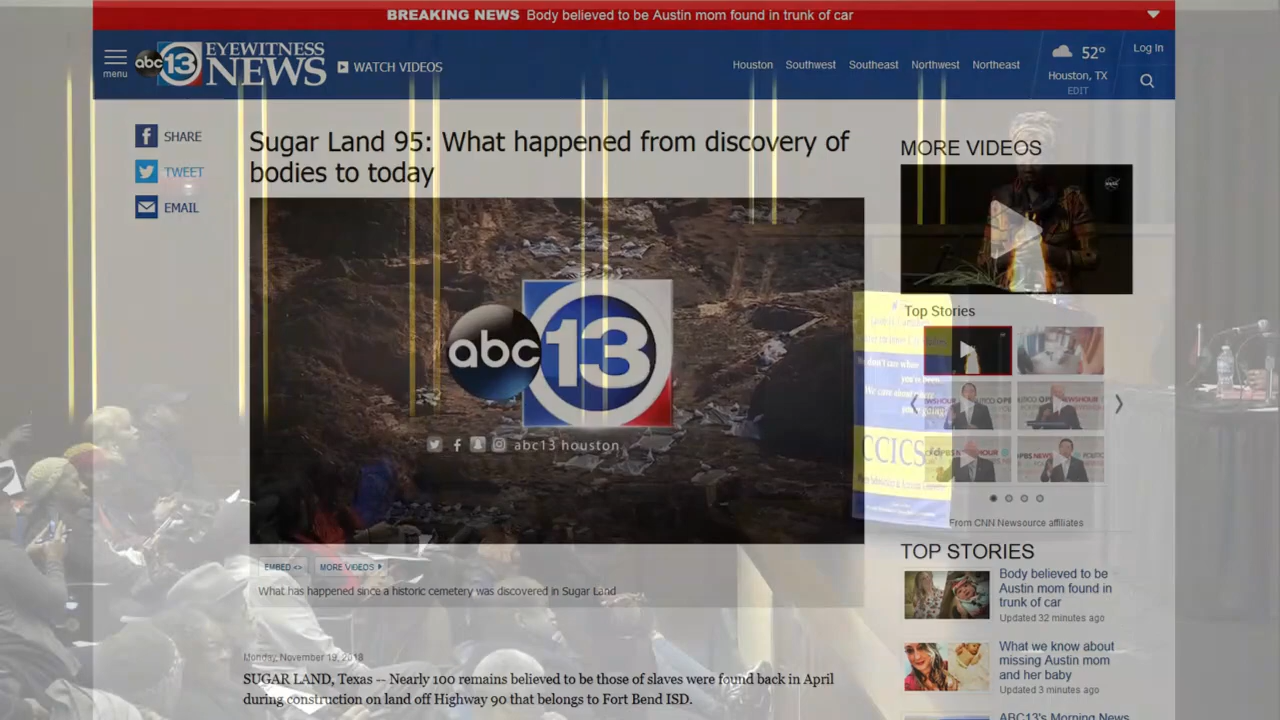 BREAKING NEWS Body believed to be Austin mom found in trunk of car
menu
abc 13 EYEWITNESS NEWS
WATCH VIDEOS
Houston Southwest Southeast Northwest Northeast
52°
Houston, TX
EDIT
Log In
SHARE
TWEET
EMAIL
Sugar Land 95: What happened from discovery of
bodies to today
abc 13
abc13 houston
EMBED <>
MORE VIDEOS
What has happened since a historic cemetery was discovered in Sugar Land
Monday, November 19, 2018
SUGAR LAND, Texas -- Nearly 100 remains believed to be those of slaves were found back in April
during construction on land off Highway 90 that belongs to Fort Bend ISD.
MORE VIDEOS
Top Stories
CCICS
From CNN Newsource affiliates
TOP STORIES
Body believed to be
Austin mom found in
trunk of car
Updated 32 minutes ago
What we know about
missing Austin mom
and her baby
Updated 3 minutes ago
ABC13's Morning News